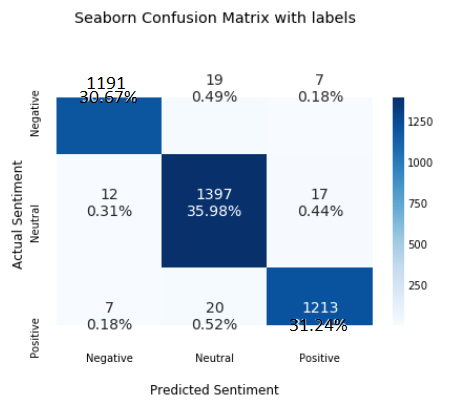 Seaborn Confusion Matrix with labels
1191 19 7
30.67% 0.49% 0.18%
12 1397 17
0.31% 35.98% 0.44%
7 20 1213
0.18% 0.52% 31.24%
Negative
Neutral
Positive
Actual Sentiment
Negative Neutral Positive
Predicted Sentiment
1250
1000
750
500
250